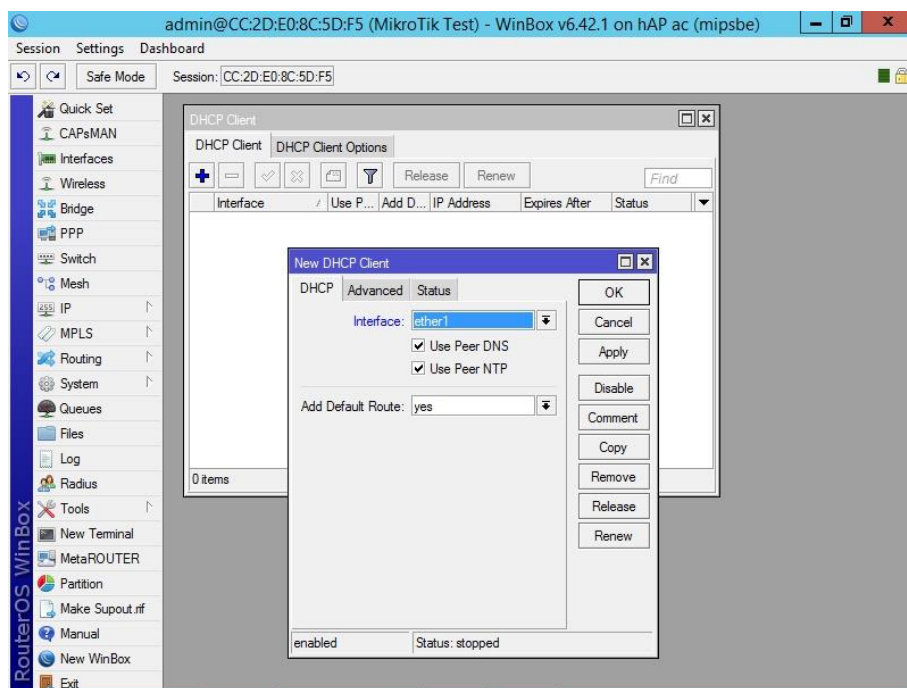 admin@CC:2D:E0:8C:5D:F5 (MikroTik Test) - WinBox v6.42.1 on hAP ac (mipsbe)
Session Settings Dashboard
Safe Mode Session: CC:2D:E0:8C:5D:F5
Quick Set
CAPsMAN
Interfaces
Wireless
Bridge
PPP
Switch
Mesh
IP
MPLS
Routing
System
Queues
Files
Log
Radius
Tools
New Terminal
MetaROUTER
Partition
Make Supout.rif
Manual
New WinBox
Exit
RouterOS WinBox
DHCP Client
DHCP Client DHCP Client Options
Release Renew Find
Interface Use P... Add D... IP Address Expires After Status
0 items
New DHCP Client
DHCP Advanced Status
Interface: ether1
Use Peer DNS
Use Peer NTP
Add Default Route: yes
OK
Cancel
Apply
Disable
Comment
Copy
Remove
Release
Renew
enabled Status: stopped